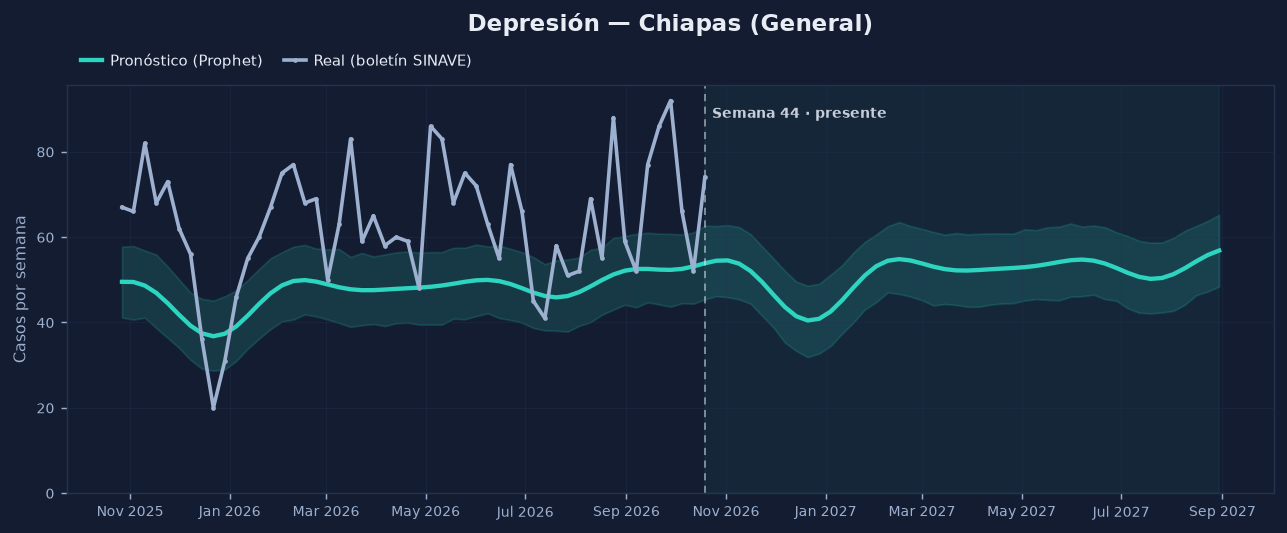 Depresión — Chiapas (General)
Pronóstico (Prophet)
Real (boletín SINAVE)
Semana 44 · presente
Casos por semana
80
60
40
20
0
Nov 2025
Jan 2026
Mar 2026
May 2026
Jul 2026
Sep 2026
Nov 2026
Jan 2027
Mar 2027
May 2027
Jul 2027
Sep 2027